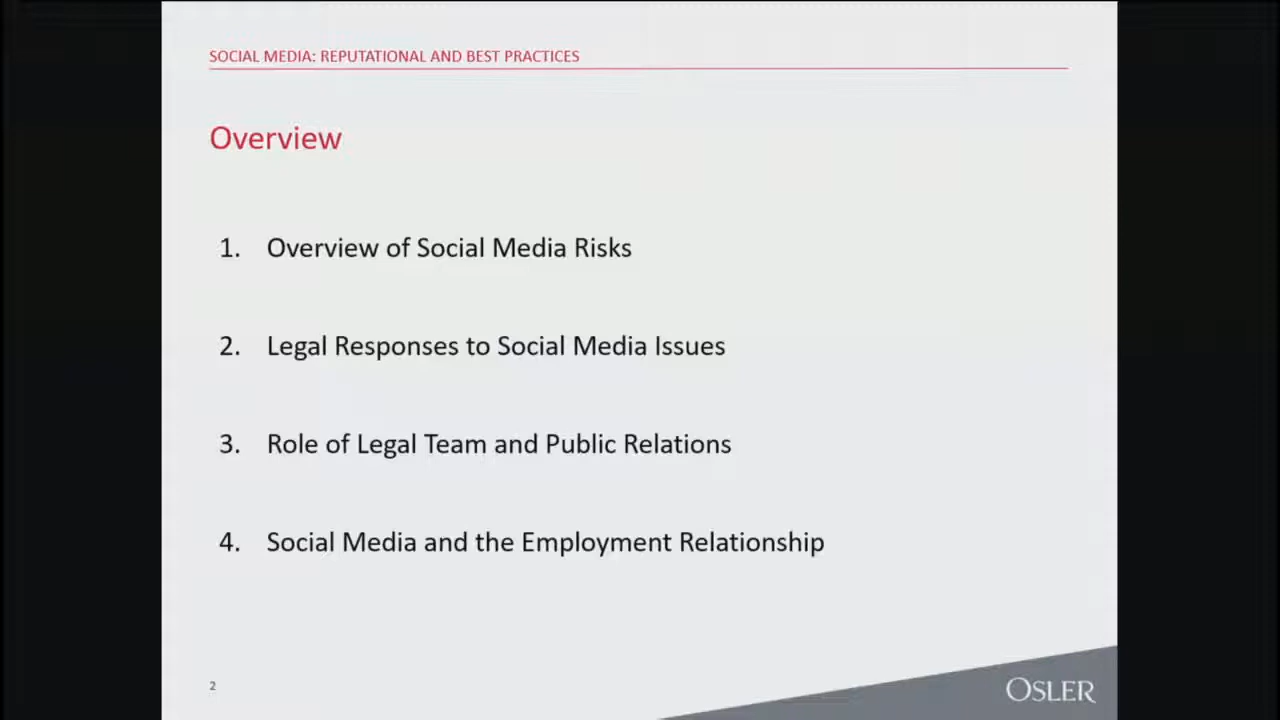 SOCIAL MEDIA: REPUTATIONAL AND BEST PRACTICES
Overview
1. Overview of Social Media Risks
2. Legal Responses to Social Media Issues
3. Role of Legal Team and Public Relations
4. Social Media and the Employment Relationship
2
OSLER